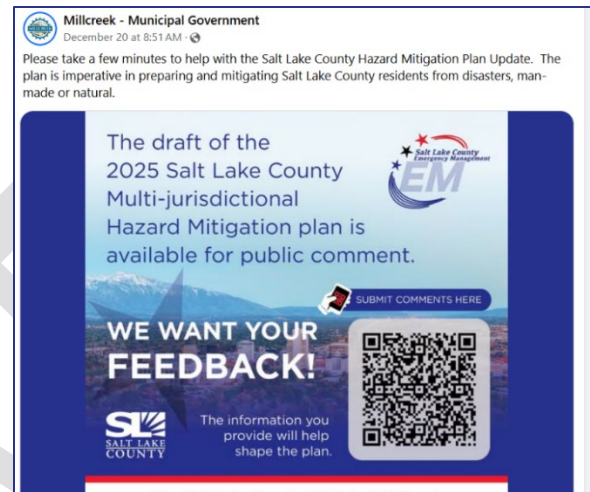 Millcreek - Municipal Government
December 20 at 8:51 AM ·
Please take a few minutes to help with the Salt Lake County Hazard Mitigation Plan Update. The
plan is imperative in preparing and mitigating Salt Lake County residents from disasters, man-
made or natural.
The draft of the
2025 Salt Lake County
Multi-jurisdictional
Hazard Mitigation plan is
available for public comment.
Salt Lake County
Emergency Management
EM
SUBMIT COMMENTS HERE
WE WANT YOUR
FEEDBACK!
SL
SALT LAKE
COUNTY
The information you
provide will help
shape the plan.